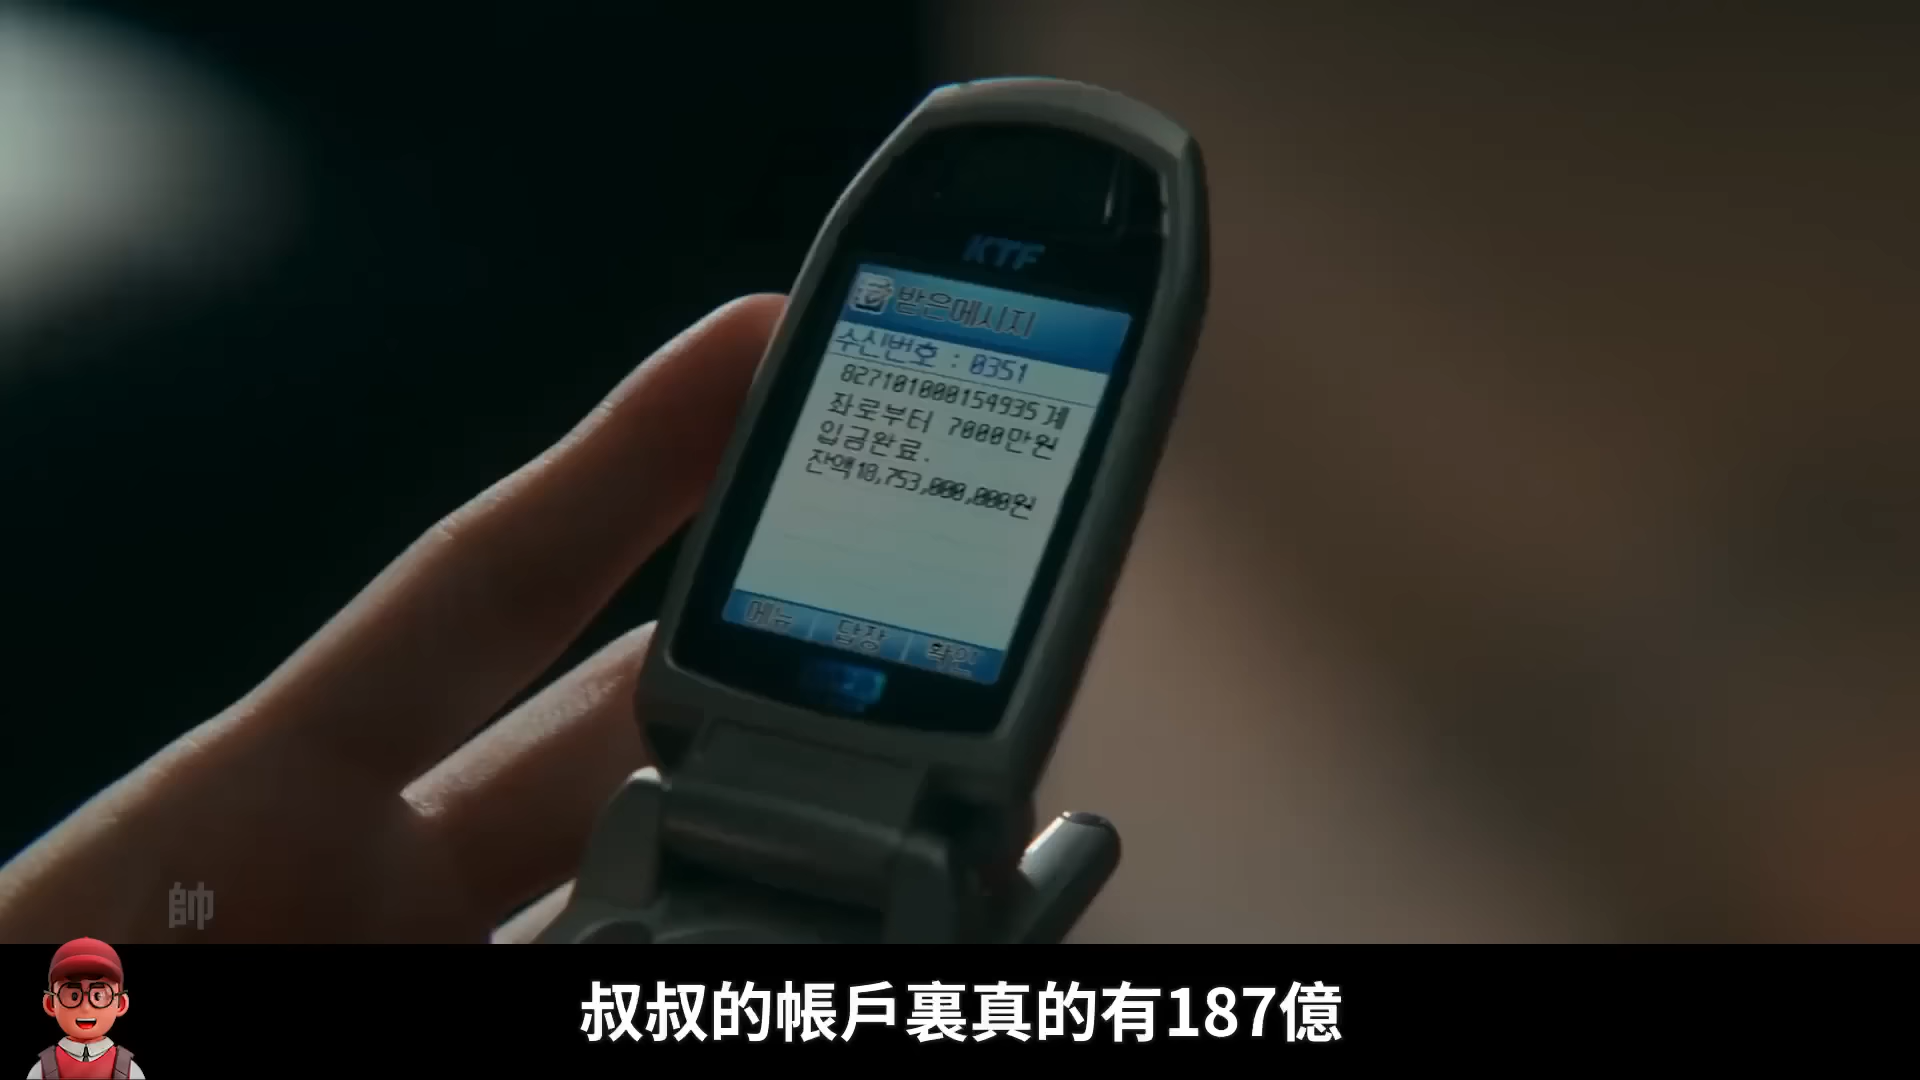 KTF
받은메시지
수신번호 : 0351
827101000154935계
좌로부터 7000만원
입금완료.
잔액18,753,000,000원
메뉴 답장 확인
帥
叔叔的帳戶裏真的有187億